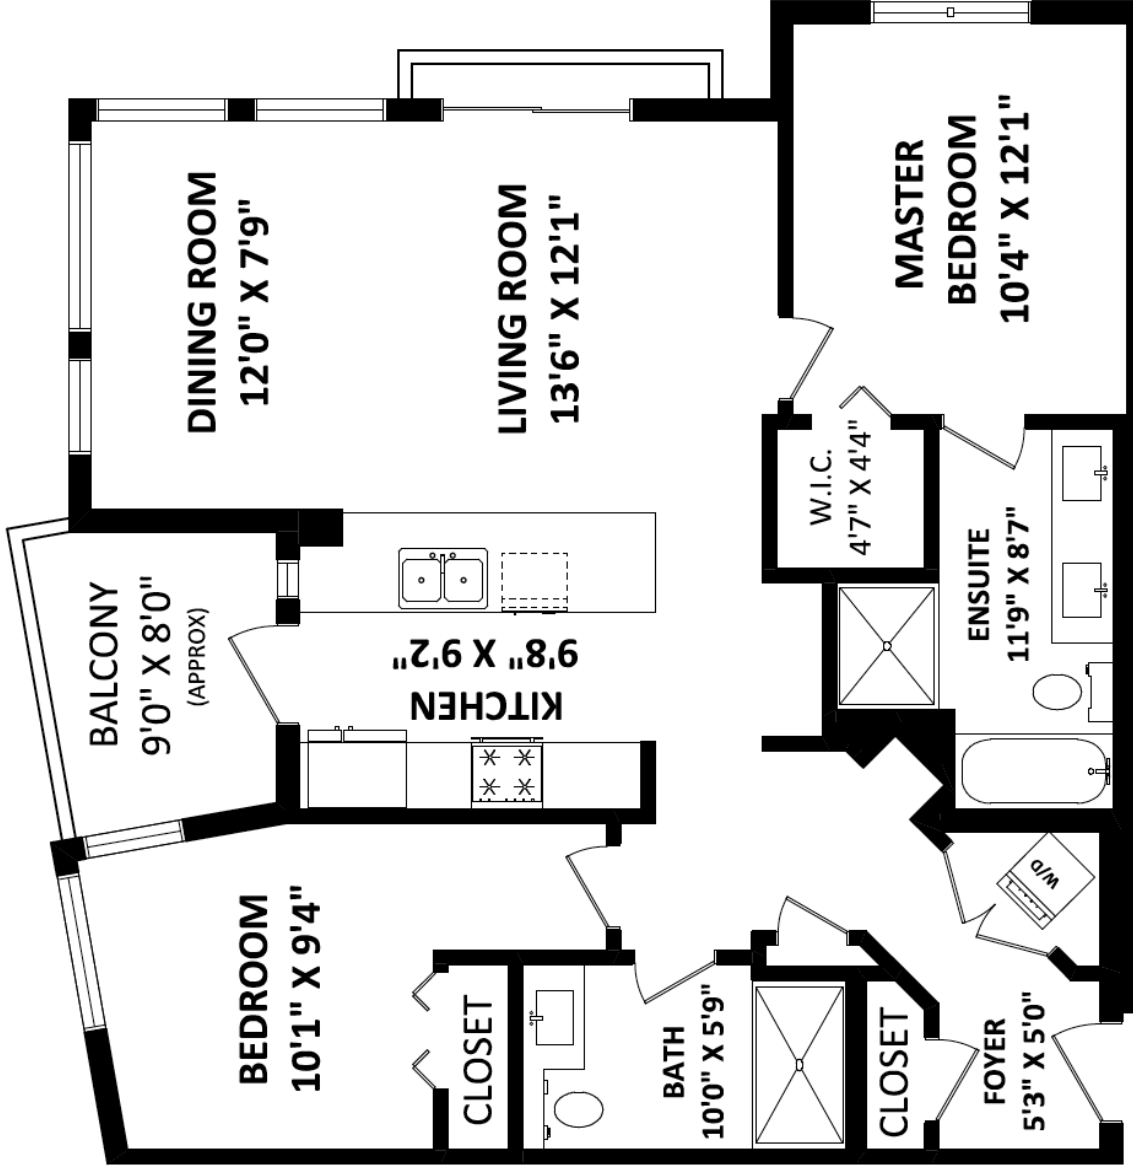 MASTER
BEDROOM
10'4" X 12'1"
DINING ROOM
12'0" X 7'9"
LIVING ROOM
13'6" X 12'1"
W.I.C.
4'7" X 4'4"
ENSUITE
11'9" X 8'7"
BALCONY
9'0" X 8'0"
(APPROX)
KITCHEN
9'8" X 9'2"
W/D
BEDROOM
10'1" X 9'4"
CLOSET
BATH
10'0" X 5'9"
CLOSET
FOYER
5'3" X 5'0"